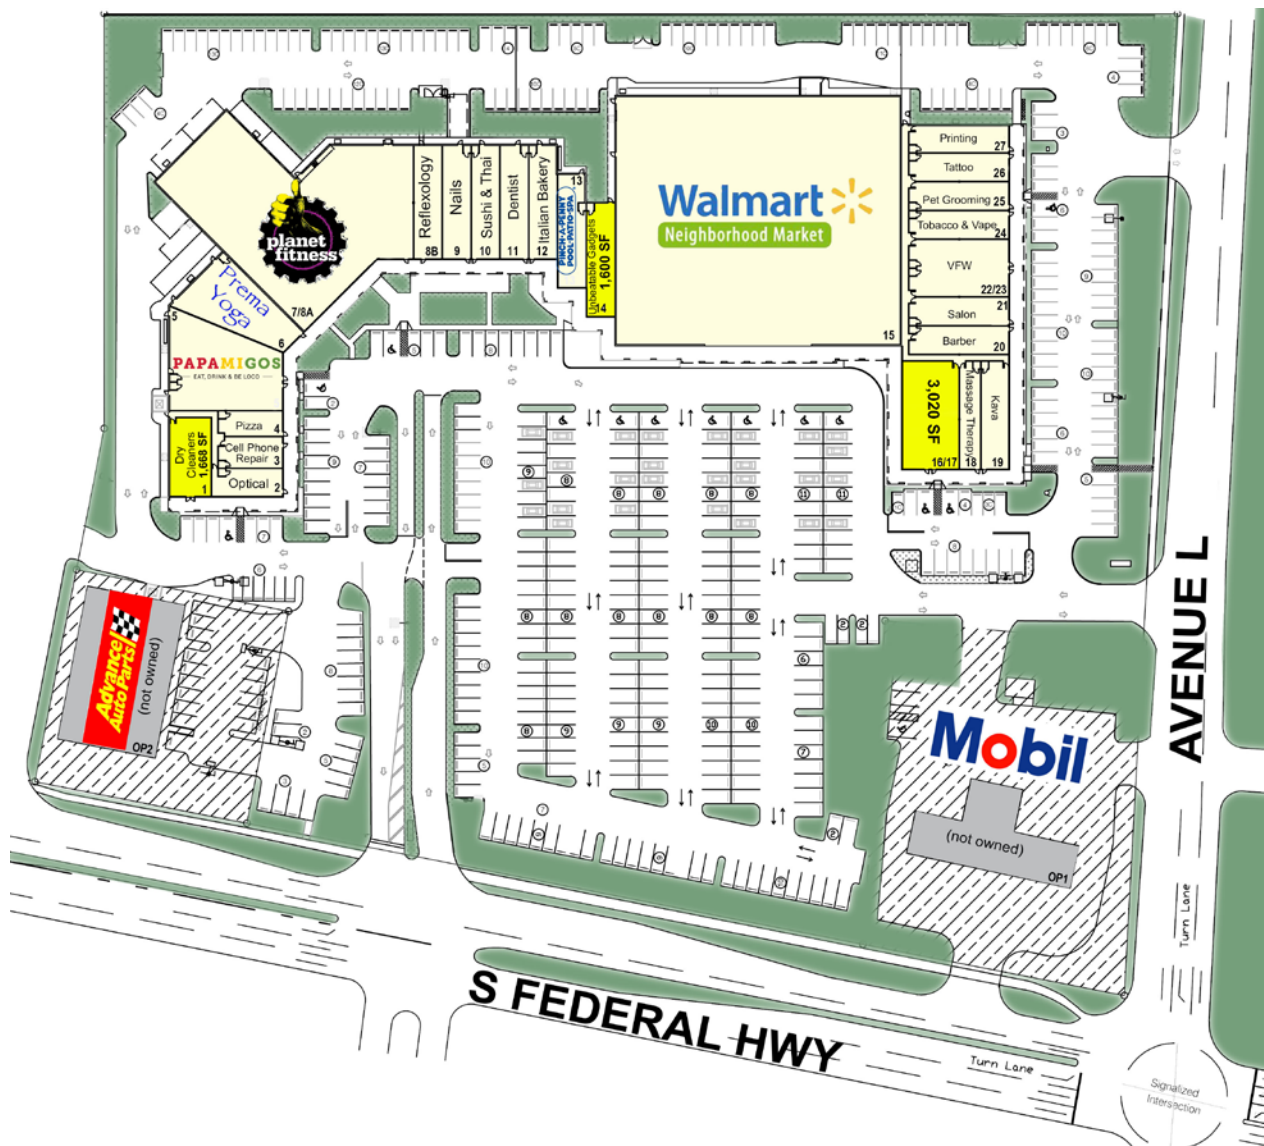 Walmart
Neighborhood Market
15
Printing
27
Tattoo
26
Pet Grooming
25
Tobacco & Vape
24
VFW
22/23
21
Salon
Barber
20
3,020 SF
16/17
Massage Therapy
18
Kava
19
Unbeatable Gadgets
1,600 SF
14
13
PINCH-A-PENNY
POOL·PATIO·SPA
Italian Bakery
12
Dentist
11
Sushi & Thai
10
Nails
9
Reflexology
8B
planet
fitness
7/8A
Prema
Yoga
6
5
PAPAMIGOS
EAT, DRINK & BE LOCO
Pizza
4
Cell Phone
Repair
3
Optical
2
Dry
Cleaners
1,668 SF
1
Advance
Auto Parts
(not owned)
OP2
Mobil
(not owned)
OP1
AVENUE L
Turn Lane
S FEDERAL HWY
Turn Lane
Signalized
Intersection